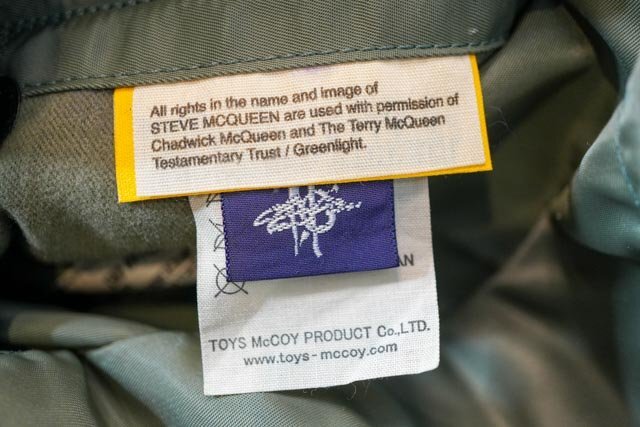 All rights in the name and image of
STEVE MCQUEEN are used with permission of
Chadwick McQueen and The Terry McQueen
Testamentary Trust / Greenlight.
TOYS McCOY PRODUCT Co.,LTD.
www.toys-mccoy.com